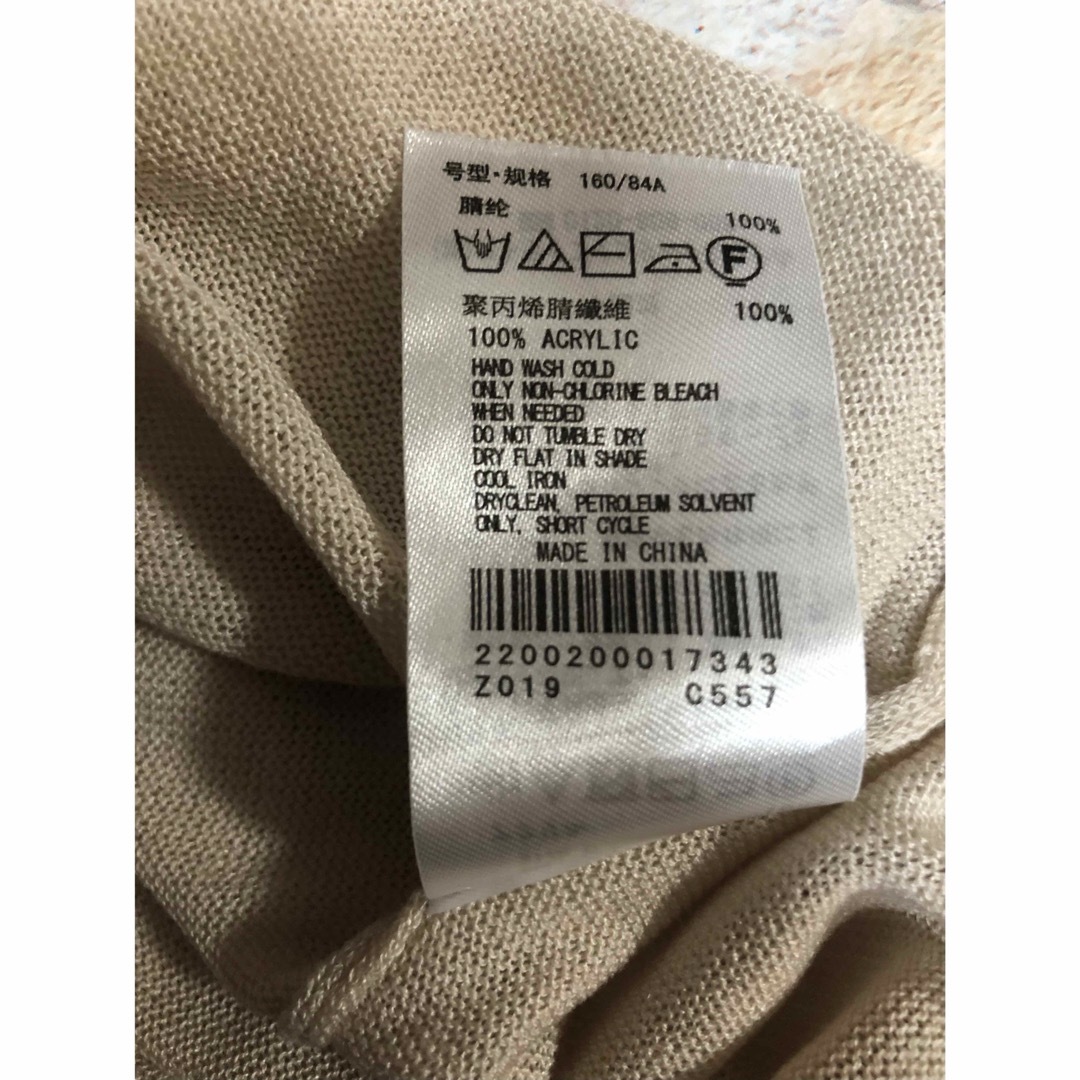 号型·规格 160/84A
腈纶 100%
F
聚丙烯腈纖維 100%
100% ACRYLIC
HAND WASH COLD
ONLY NON-CHLORINE BLEACH
WHEN NEEDED
DO NOT TUMBLE DRY
DRY FLAT IN SHADE
COOL IRON
DRYCLEAN, PETROLEUM SOLVENT
ONLY, SHORT CYCLE
MADE IN CHINA
2200200017343
Z019 C557